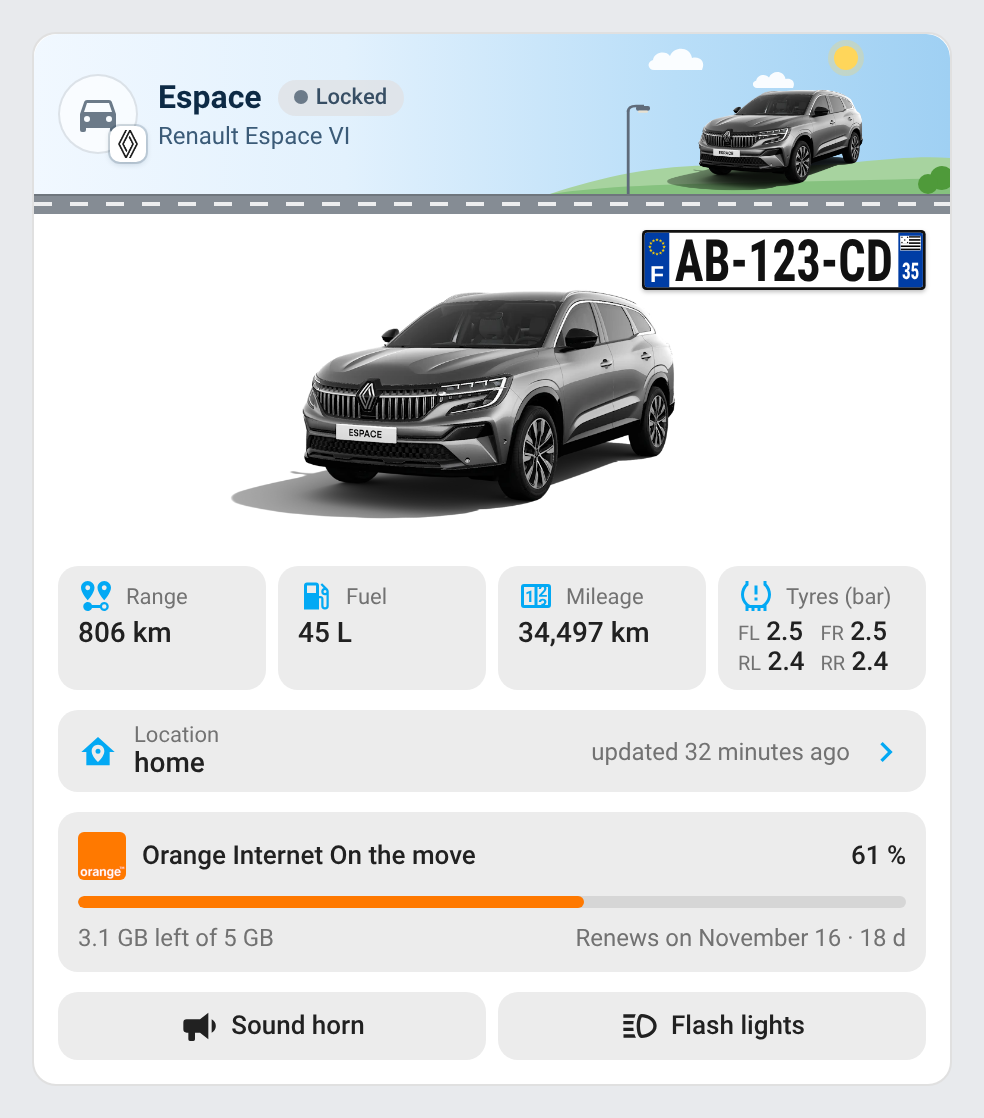 Espace
Locked
Renault Espace VI
ESPACE
F AB-123-CD 35
ESPACE
Range
806 km
Fuel
45 L
Mileage
34,497 km
Tyres (bar)
FL 2.5 FR 2.5
RL 2.4 RR 2.4
Location
home
updated 32 minutes ago
orange™
Orange Internet On the move
61 %
3.1 GB left of 5 GB
Renews on November 16 · 18 d
Sound horn
Flash lights